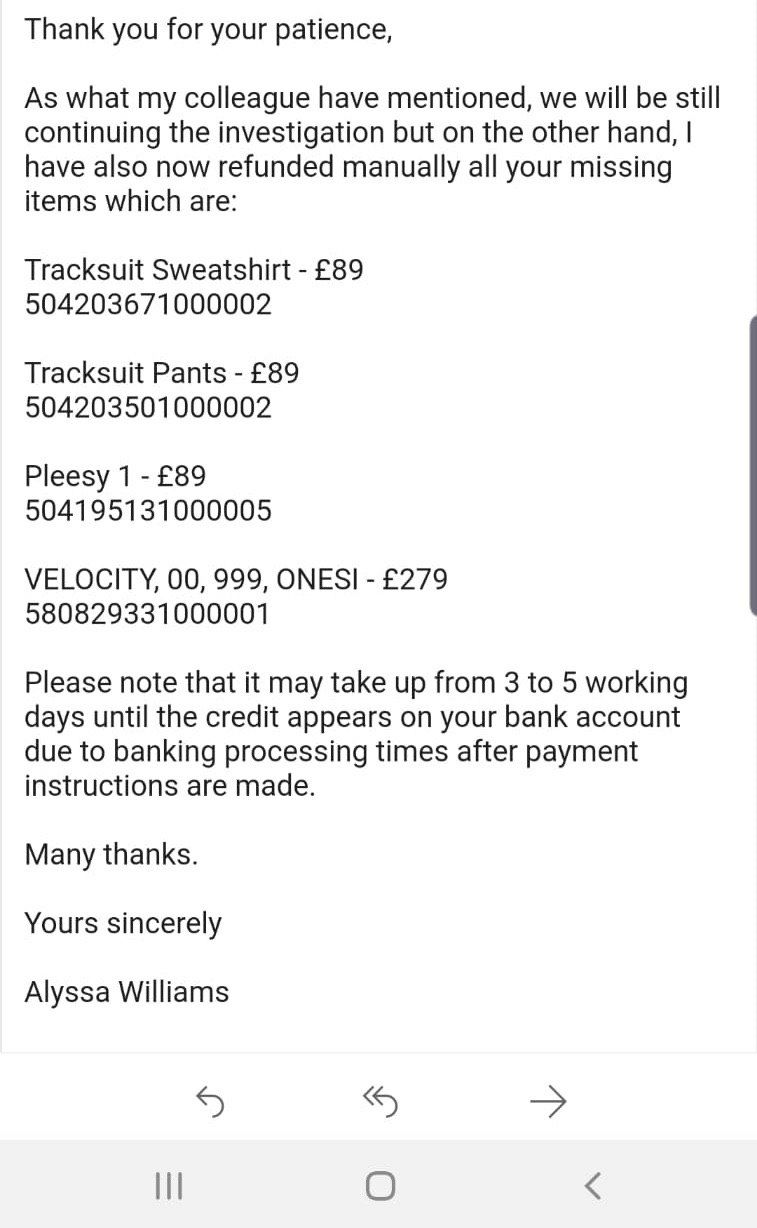 Thank you for your patience,
As what my colleague have mentioned, we will be still
continuing the investigation but on the other hand, I
have also now refunded manually all your missing
items which are:
Tracksuit Sweatshirt - £89
504203671000002
Tracksuit Pants - £89
504203501000002
Pleesy 1 - £89
504195131000005
VELOCITY, 00, 999, ONESI - £279
580829331000001
Please note that it may take up from 3 to 5 working
days until the credit appears on your bank account
due to banking processing times after payment
instructions are made.
Many thanks.
Yours sincerely
Alyssa Williams